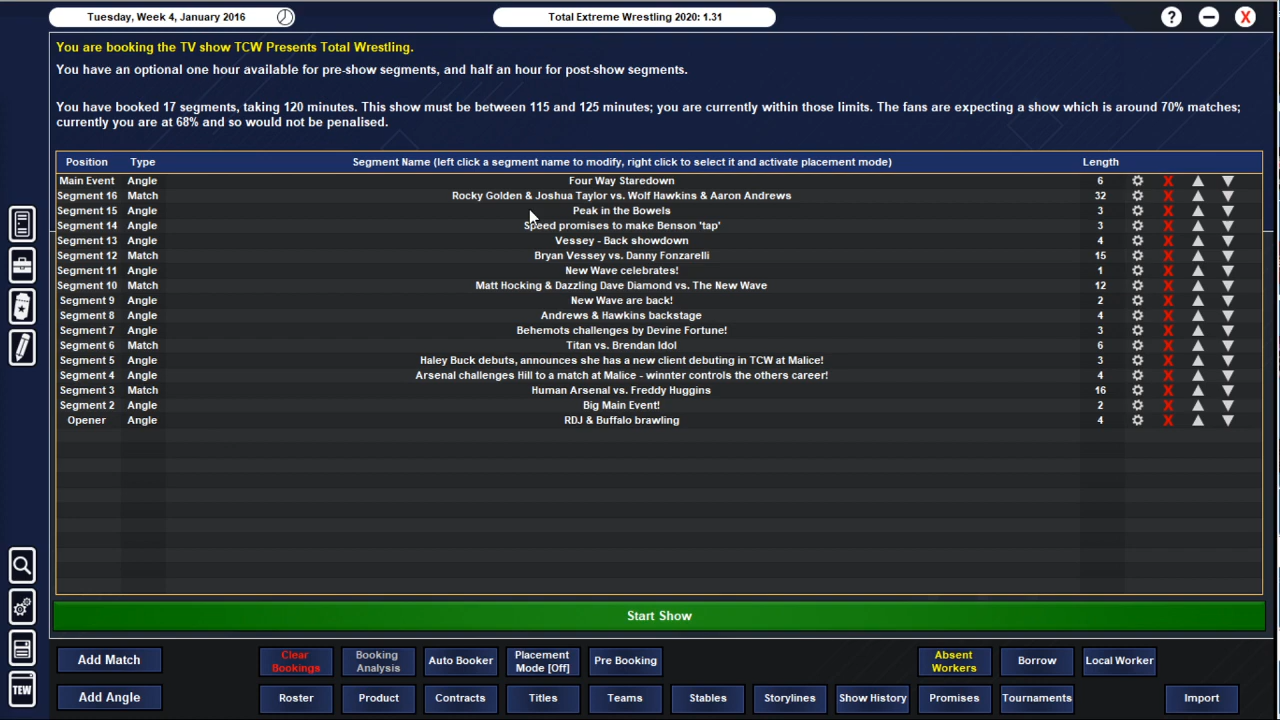 Tuesday, Week 4, January 2016
Total Extreme Wrestling 2020: 1.31
? X
You are booking the TV show TCW Presents Total Wrestling.
You have an optional one hour available for pre-show segments, and half an hour for post-show segments.
You have booked 17 segments, taking 120 minutes. This show must be between 115 and 125 minutes; you are currently within those limits. The fans are expecting a show which is around 70% matches;
currently you are at 68% and so would not be penalised.
Position Type Segment Name (left click a segment name to modify, right click to select it and activate placement mode) Length
Main Event Angle Four Way Staredown 6 X
Segment 16 Match Rocky Golden & Joshua Taylor vs. Wolf Hawkins & Aaron Andrews 32 X
Segment 15 Angle Peak in the Bowels 3 X
Segment 14 Angle Speed promises to make Benson 'tap' 3 X
Segment 13 Angle Vessey - Back showdown 4 X
Segment 12 Match Bryan Vessey vs. Danny Fonzarelli 15 X
Segment 11 Angle New Wave celebrates! 1 X
Segment 10 Match Matt Hocking & Dazzling Dave Diamond vs. The New Wave 12 X
Segment 9 Angle New Wave are back! 2 X
Segment 8 Angle Andrews & Hawkins backstage 4 X
Segment 7 Angle Behemots challenges by Devine Fortune! 3 X
Segment 6 Match Titan vs. Brendan Idol 6 X
Segment 5 Angle Haley Buck debuts, announces she has a new client debuting in TCW at Malice! 3 X
Segment 4 Angle Arsenal challenges Hill to a match at Malice - winnter controls the others career! 4 X
Segment 3 Match Human Arsenal vs. Freddy Huggins 16 X
Segment 2 Angle Big Main Event! 2 X
Opener Angle RDJ & Buffalo brawling 4 X
Start Show
Add Match
Clear Bookings
Booking Analysis
Auto Booker
Placement Mode [Off]
Pre Booking
Absent Workers
Borrow
Local Worker
TEW
Add Angle
Roster
Product
Contracts
Titles
Teams
Stables
Storylines
Show History
Promises
Tournaments
Import